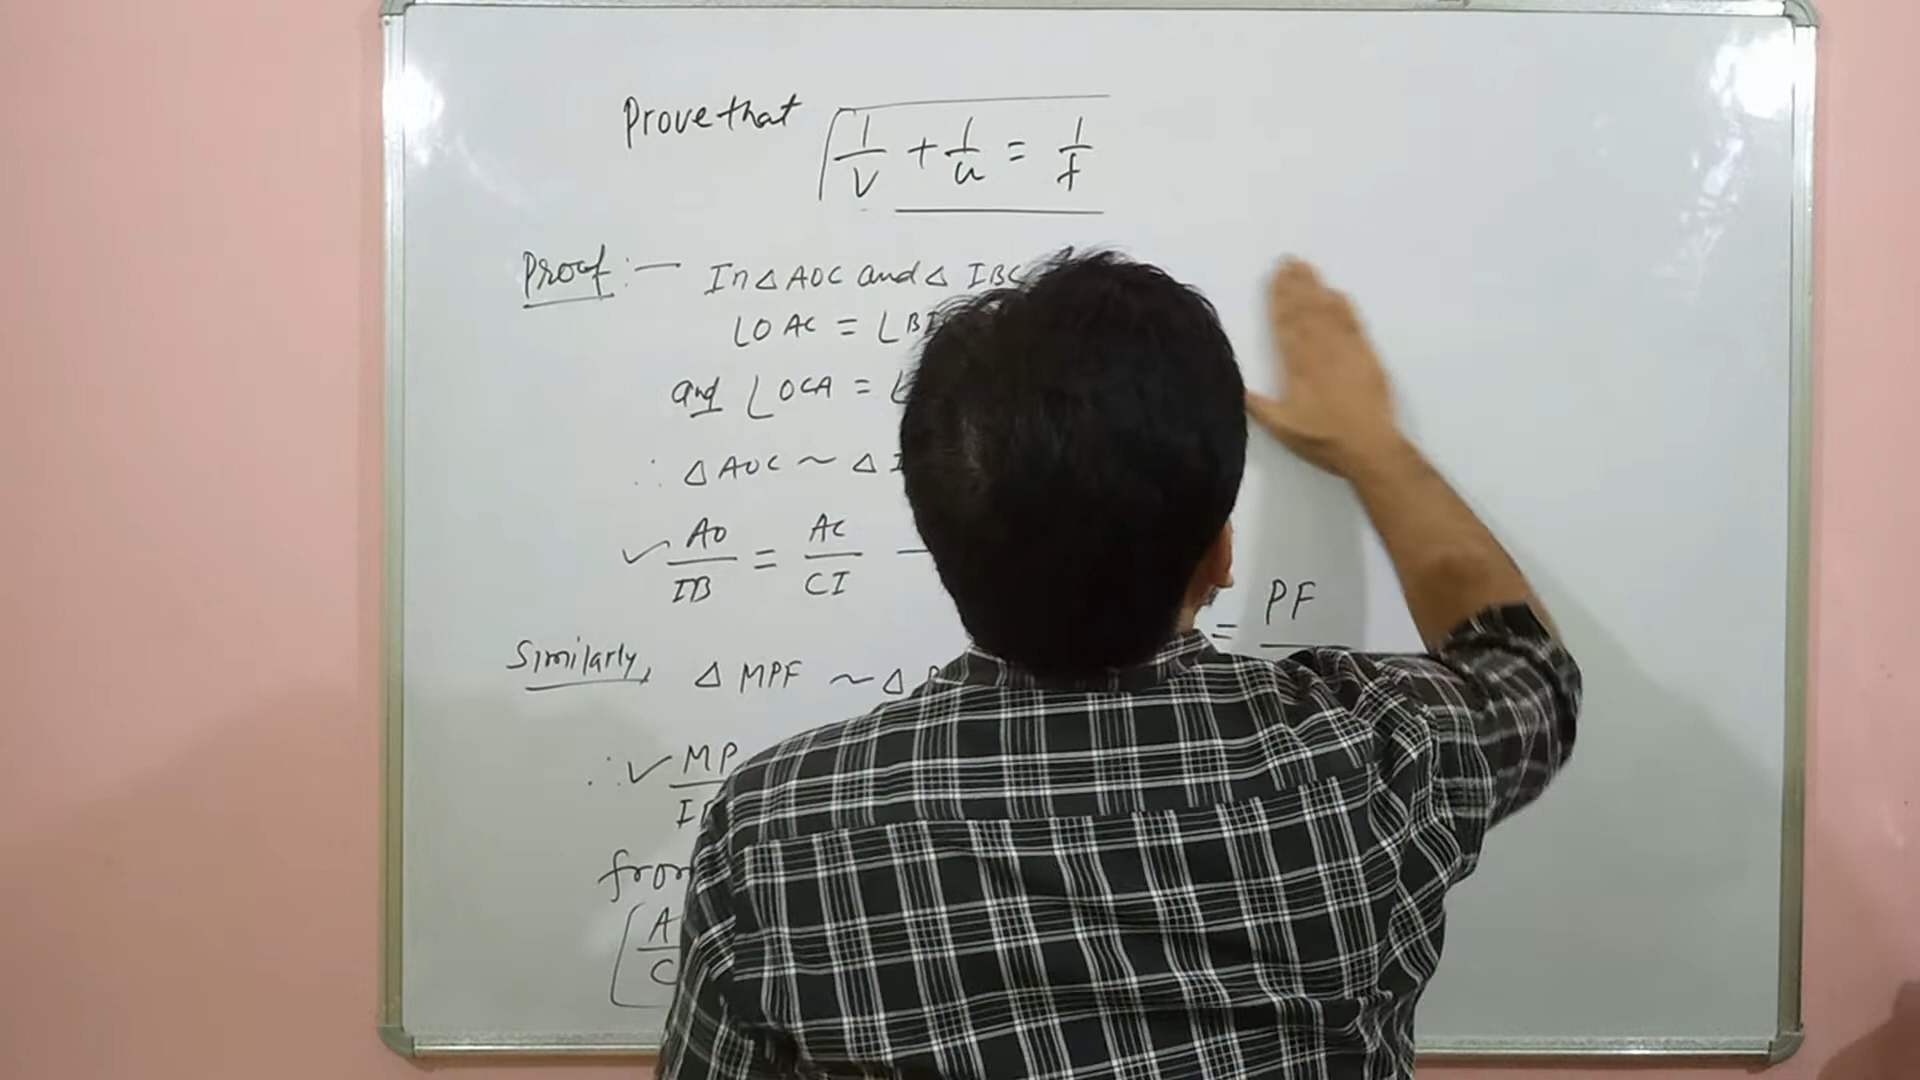 Prove that 1/v + 1/u = 1/f
Proof :— In △ AOC and △ IBC
∠OAC = ∠BI
and ∠OCA = ∠
∴ △ AOC ~ △ I
✓ AO/IB = AC/CI —
= PF
Similarly, △ MPF ~ △
∴ ✓ MP
I
from
A
C